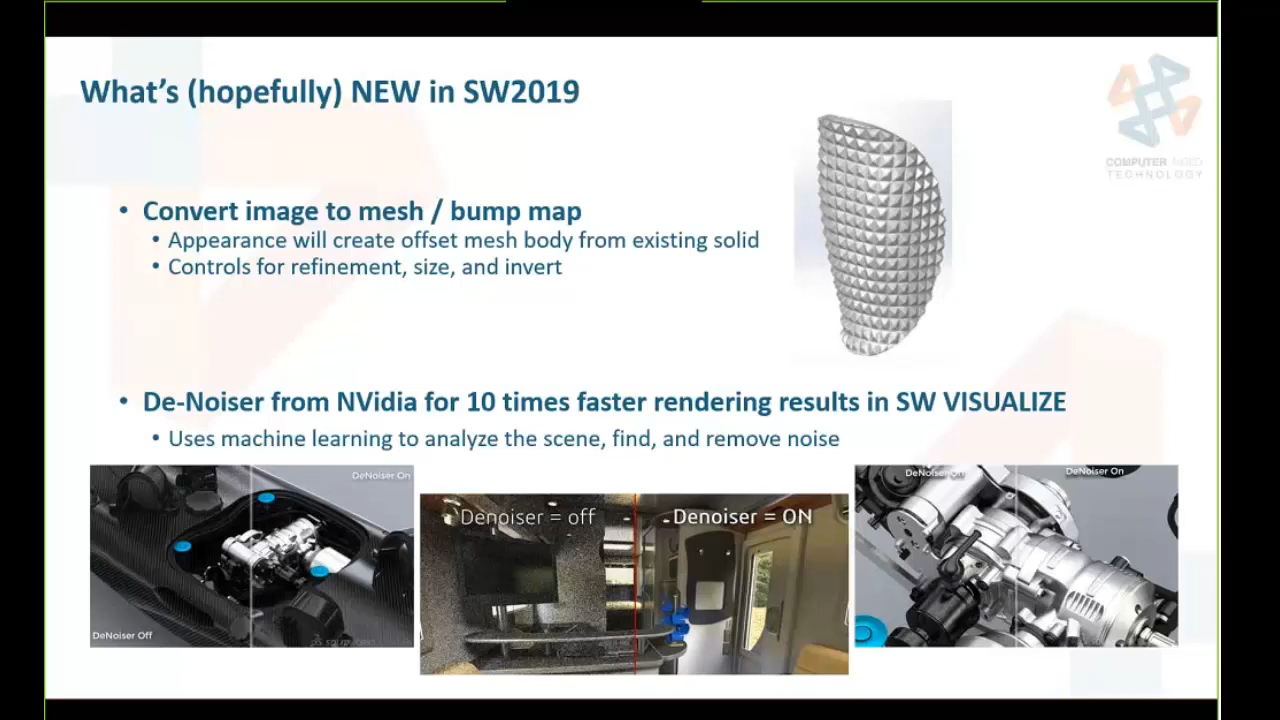 What's (hopefully) NEW in SW2019
COMPUTER AIDED
TECHNOLOGY
• Convert image to mesh / bump map
• Appearance will create offset mesh body from existing solid
• Controls for refinement, size, and invert
• De-Noiser from NVidia for 10 times faster rendering results in SW VISUALIZE
• Uses machine learning to analyze the scene, find, and remove noise
DeNoiser On
DeNoiser Off
SOLIDWORKS
Denoiser = off
Denoiser = ON
DeNoiser Off
DeNoiser On